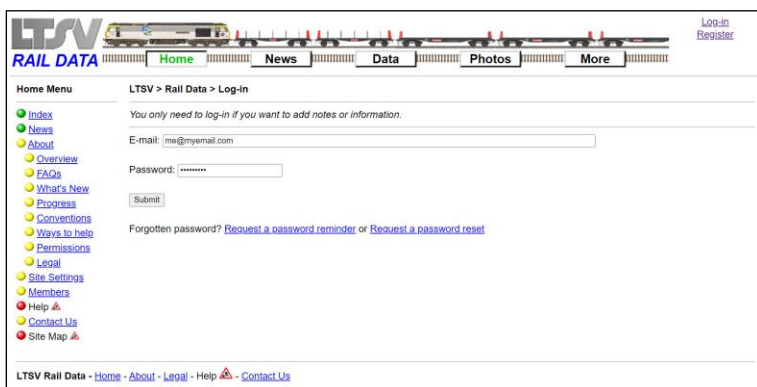 LTSV
RAIL DATA
Log-in
Register
Home
News
Data
Photos
More
Home Menu
Index
News
About
Overview
FAQs
What's New
Progress
Conventions
Ways to help
Permissions
Legal
Site Settings
Members
Help
Contact Us
Site Map
LTSV > Rail Data > Log-in
You only need to log-in if you want to add notes or information.
E-mail: me@myemail.com
Password: •••••••••
Submit
Forgotten password? Request a password reminder or Request a password reset
LTSV Rail Data - Home - About - Legal - Help - Contact Us